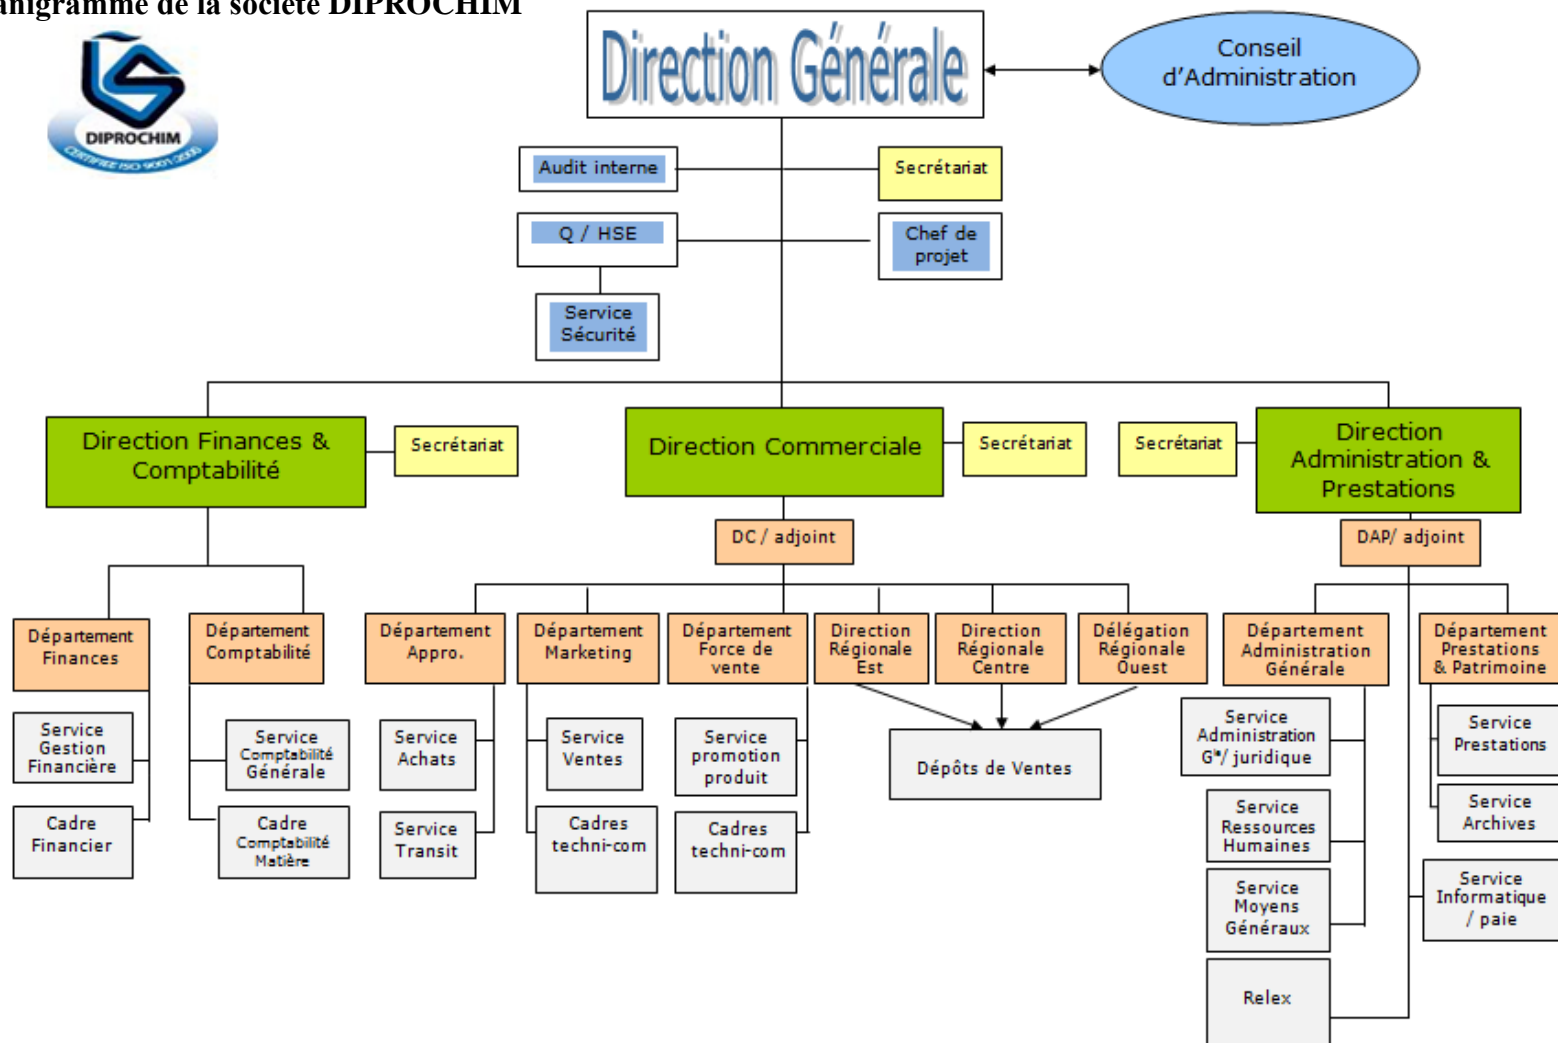 anigramme de la société DIPROCHIM
DIPROCHIM
CERTIFIEE ISO 9001/2000
Direction Générale
Conseil
d'Administration
Audit interne
Secrétariat
Q / HSE
Chef de
projet
Service
Sécurité
Direction Finances &
Comptabilité
Secrétariat
Direction Commerciale
Secrétariat
Secrétariat
Direction
Administration &
Prestations
DC / adjoint
DAP/ adjoint
Département
Finances
Département
Comptabilité
Département
Appro.
Département
Marketing
Département
Force de
vente
Direction
Régionale
Est
Direction
Régionale
Centre
Délégation
Régionale
Ouest
Département
Administration
Générale
Département
Prestations
& Patrimoine
Service
Gestion
Financière
Service
Comptabilité
Générale
Service
Achats
Service
Ventes
Service
promotion
produit
Dépôts de Ventes
Service
Administration
Gle/ juridique
Service
Prestations
Cadre
Financier
Cadre
Comptabilité
Matière
Service
Transit
Cadres
techni-com
Cadres
techni-com
Service
Ressources
Humaines
Service
Archives
Service
Moyens
Généraux
Service
Informatique
/ paie
Relex